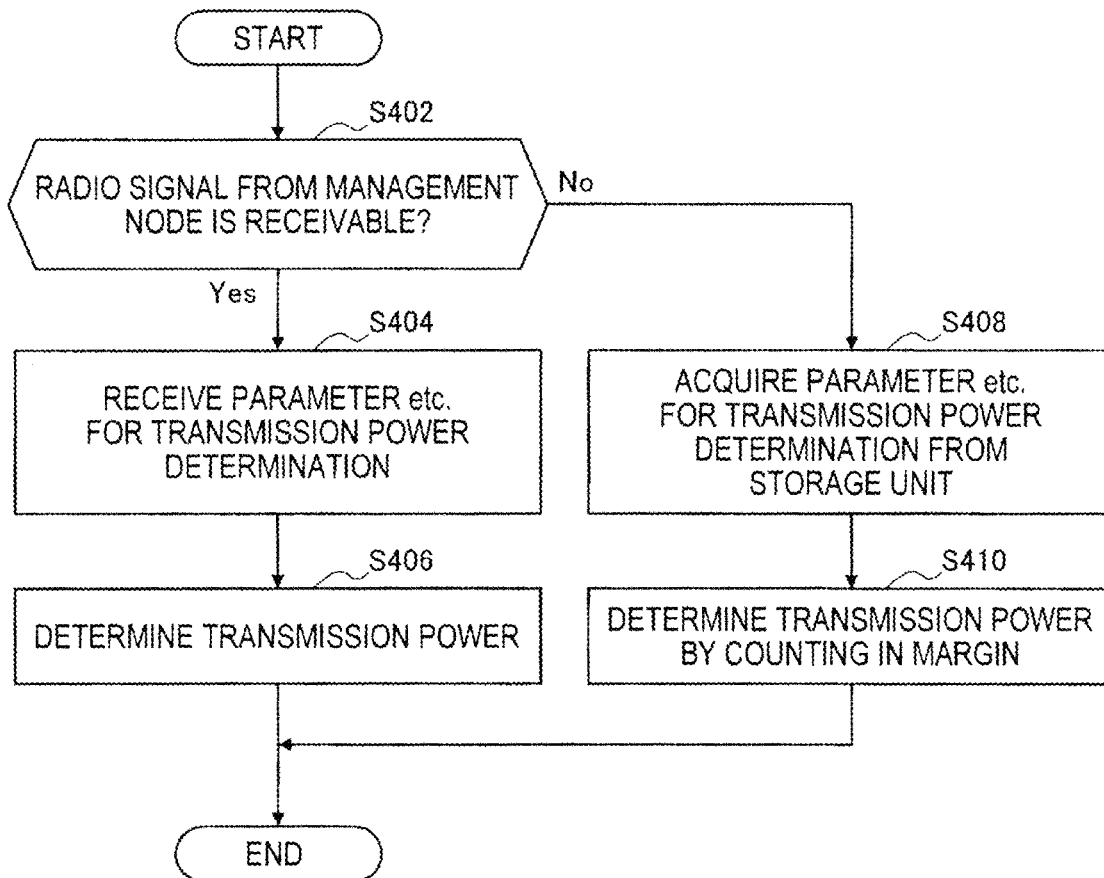 START
S402
RADIO SIGNAL FROM MANAGEMENT
NODE IS RECEIVABLE?
No
Yes
S404
RECEIVE PARAMETER etc.
FOR TRANSMISSION POWER
DETERMINATION
S406
DETERMINE TRANSMISSION POWER
S408
ACQUIRE PARAMETER etc.
FOR TRANSMISSION POWER
DETERMINATION FROM
STORAGE UNIT
S410
DETERMINE TRANSMISSION POWER
BY COUNTING IN MARGIN
END